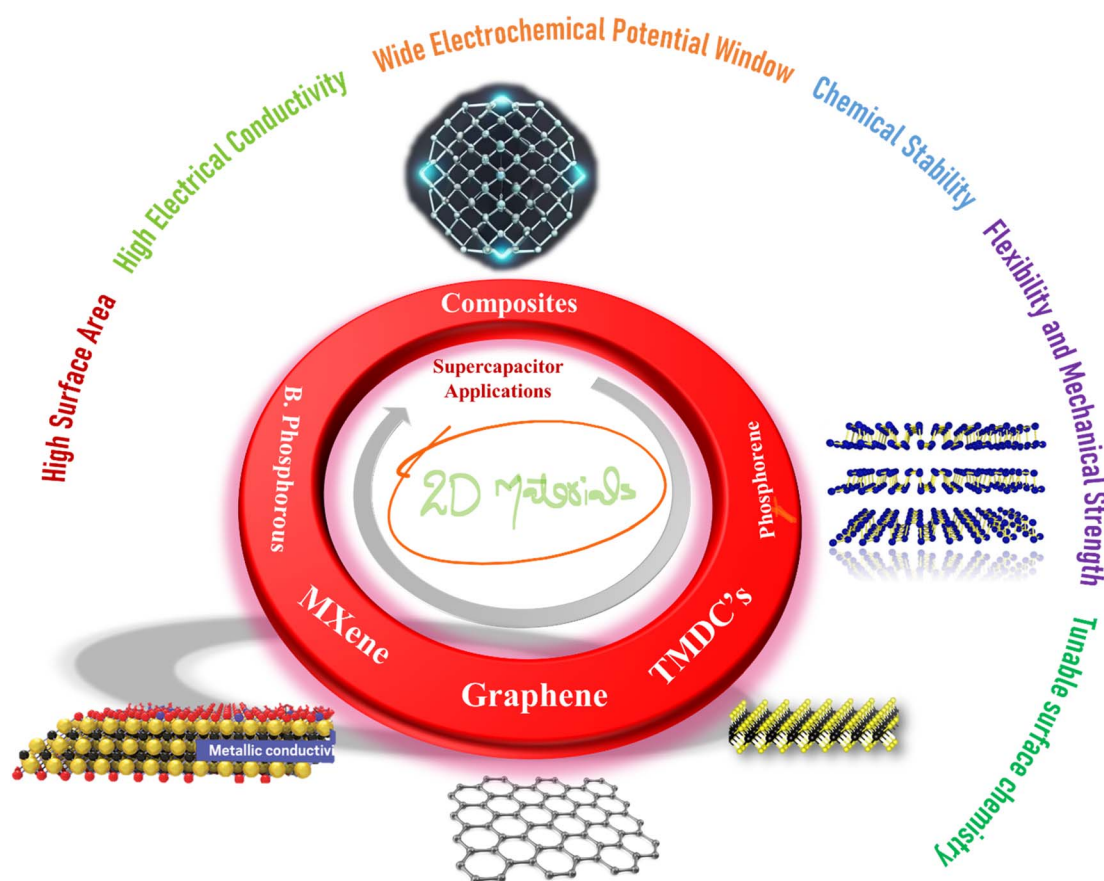 Wide Electrochemical Potential Window
High Electrical Conductivity
Chemical Stability
High Surface Area
Flexibility and Mechanical Strength
Tunable surface chemistry
Composites
Supercapacitor
Applications
B. Phosphorous
2D Materials
Phosphorene
MXene
TMDC's
Graphene
Metallic conductivi